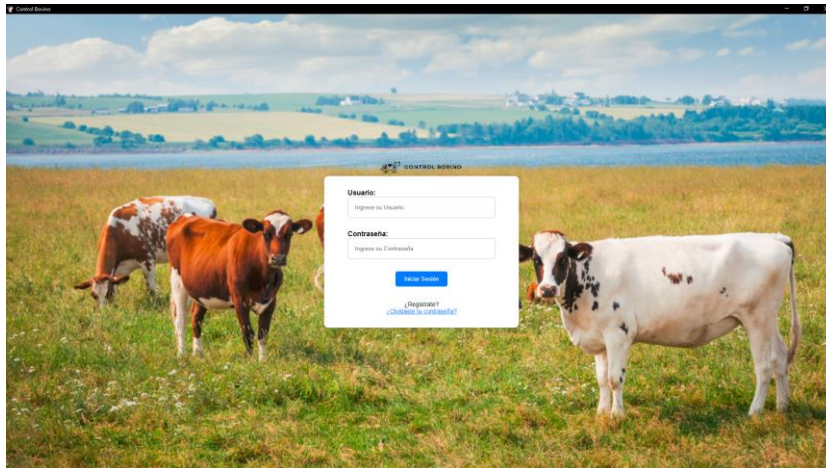 Control Bovino
CONTROL BOVINO
Usuario:
Ingrese su Usuario
Contraseña:
Ingrese su Contraseña
Iniciar Sesión
¿Registrate?
¿Olvidaste tu contraseña?